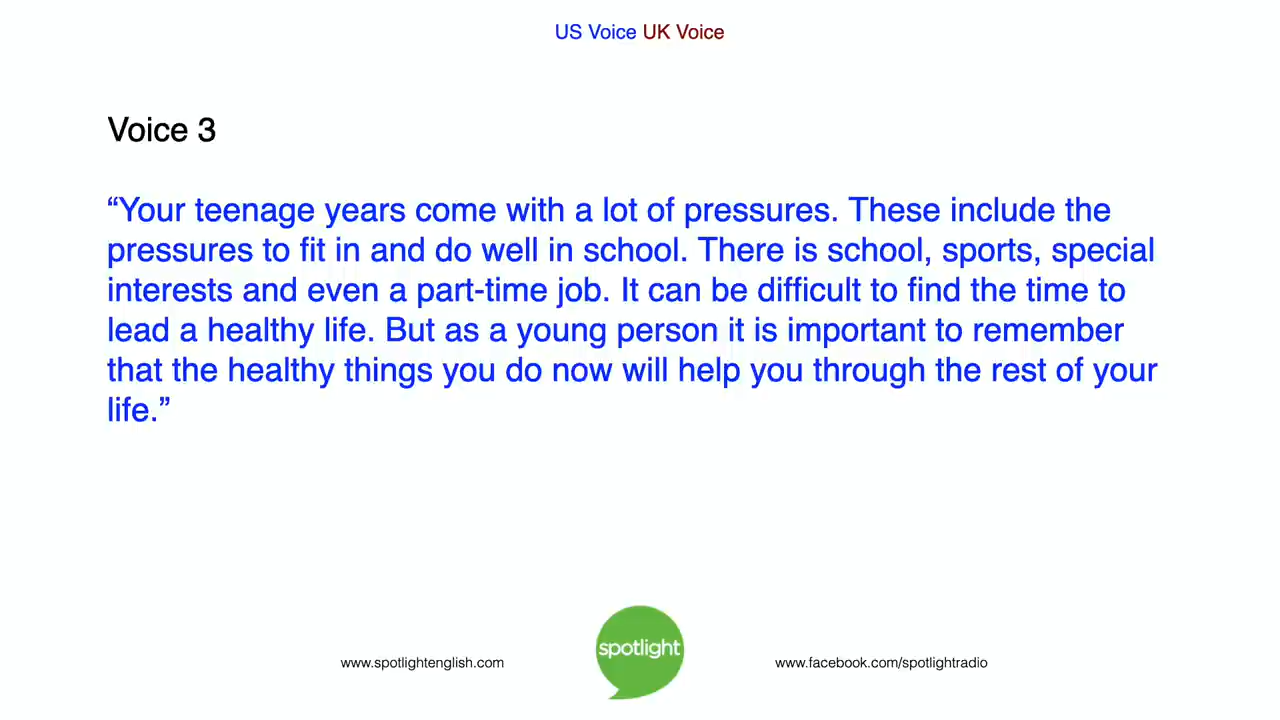 US Voice UK Voice
Voice 3
“Your teenage years come with a lot of pressures. These include the
pressures to fit in and do well in school. There is school, sports, special
interests and even a part-time job. It can be difficult to find the time to
lead a healthy life. But as a young person it is important to remember
that the healthy things you do now will help you through the rest of your
life.”
spotlight
www.spotlightenglish.com
www.facebook.com/spotlightradio